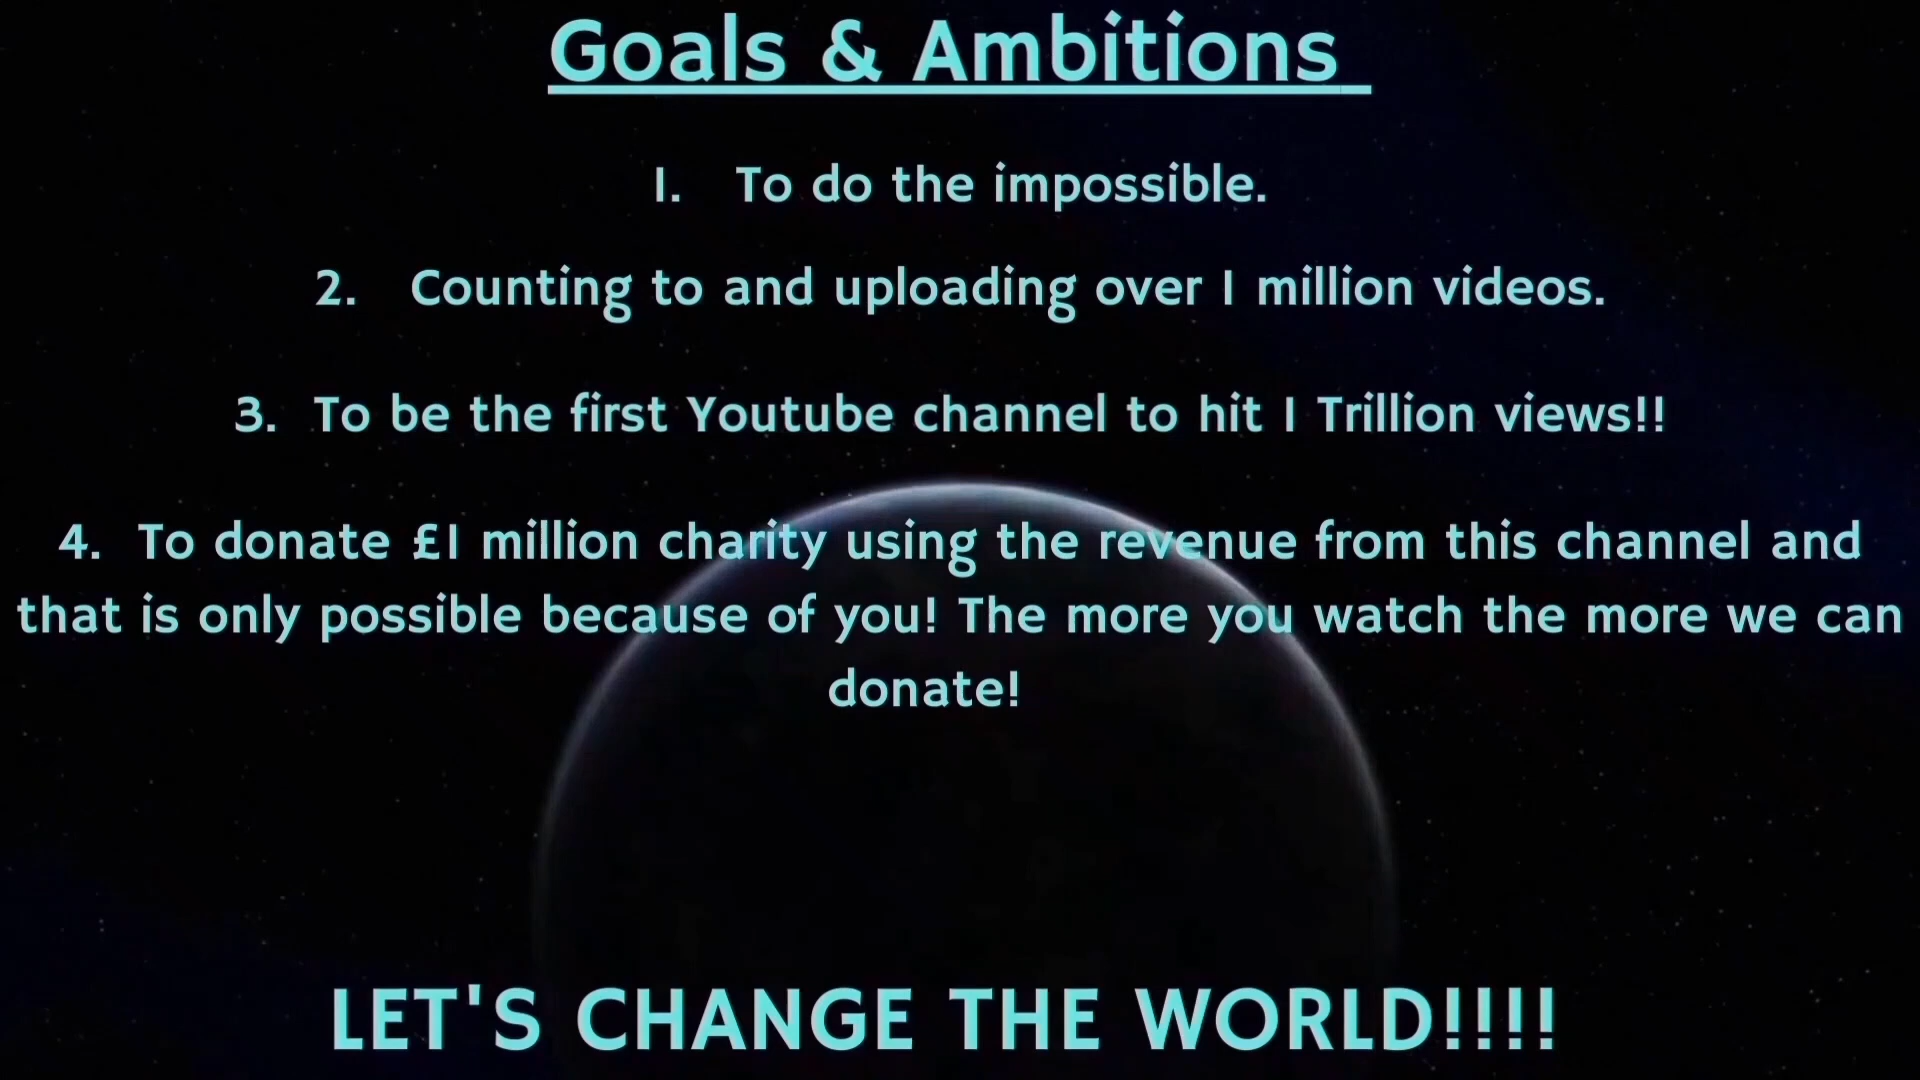 Goals & Ambitions
1. To do the impossible.
2. Counting to and uploading over 1 million videos.
3. To be the first Youtube channel to hit 1 Trillion views!!
4. To donate £1 million charity using the revenue from this channel and
that is only possible because of you! The more you watch the more we can
donate!
LET'S CHANGE THE WORLD!!!!